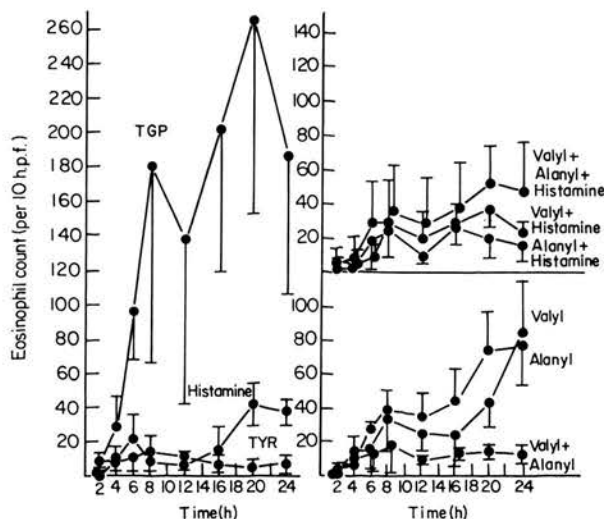 Eosinophil count (per 10 h.p.f.)
260
240
220
200
180
160
140
120
100
80
60
40
20
TGP
Histamine
TYR
2 4 6 8 10 12 14 16 18 20 24
Time(h)
140
120
100
80
60
40
20
Valyl+
Alanyl+
Histamine
Valyl+
Histamine
Alanyl+
Histamine
100
80
60
40
20
Valyl
Alanyl
Valyl+
Alanyl
2 4 6 8 10 12 14 16 18 20 24
Time(h)